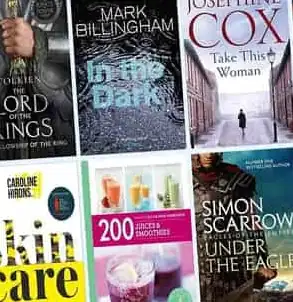 TOLKIEN
THE
LORD
OF THE
RINGS
FELLOWSHIP OF THE RING
MARK
BILLINGHAM
In the
Dark
JOSEPHINE
COX
Take This
Woman
CAROLINE
HIRONS
skin
care
200
JUICES &
SMOOTHIES
NUMBER ONE
BESTSELLING AUTHOR
SIMON
SCARROW
EAGLES OF THE EMPIRE
UNDER
THE EAGLE